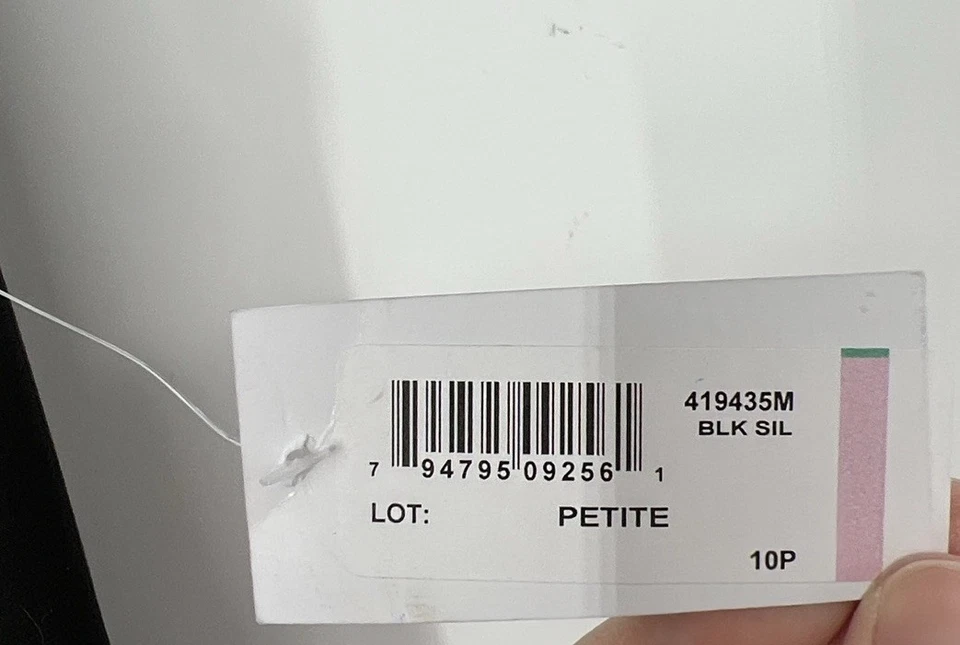 419435M
BLK SIL
7 94795 09256 1
LOT: PETITE
10P